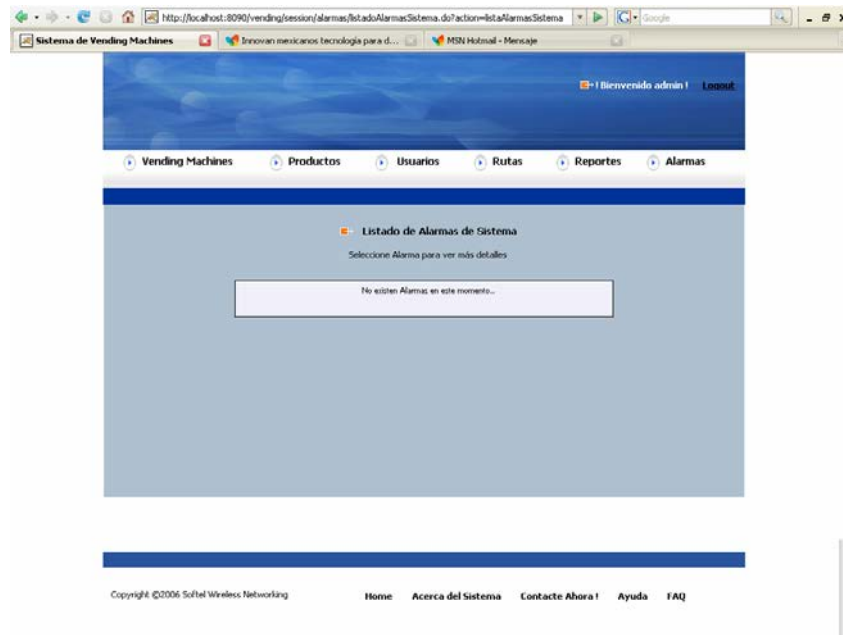 http://localhost:8090/vending/session/alarmas/listadoAlarmasSistema.do?action=listaAlarmasSistema
Google
Sistema de Vending Machines
Innovan mexicanos tecnología para d...
MSN Hotmail - Mensaje
! Bienvenido admin !
Logout
Vending Machines
Productos
Usuarios
Rutas
Reportes
Alarmas
Listado de Alarmas de Sistema
Seleccione Alarma para ver más detalles
No existen Alarmas en este momento...
Copyright ©2006 Softel Wireless Networking
Home
Acerca del Sistema
Contacte Ahora !
Ayuda
FAQ